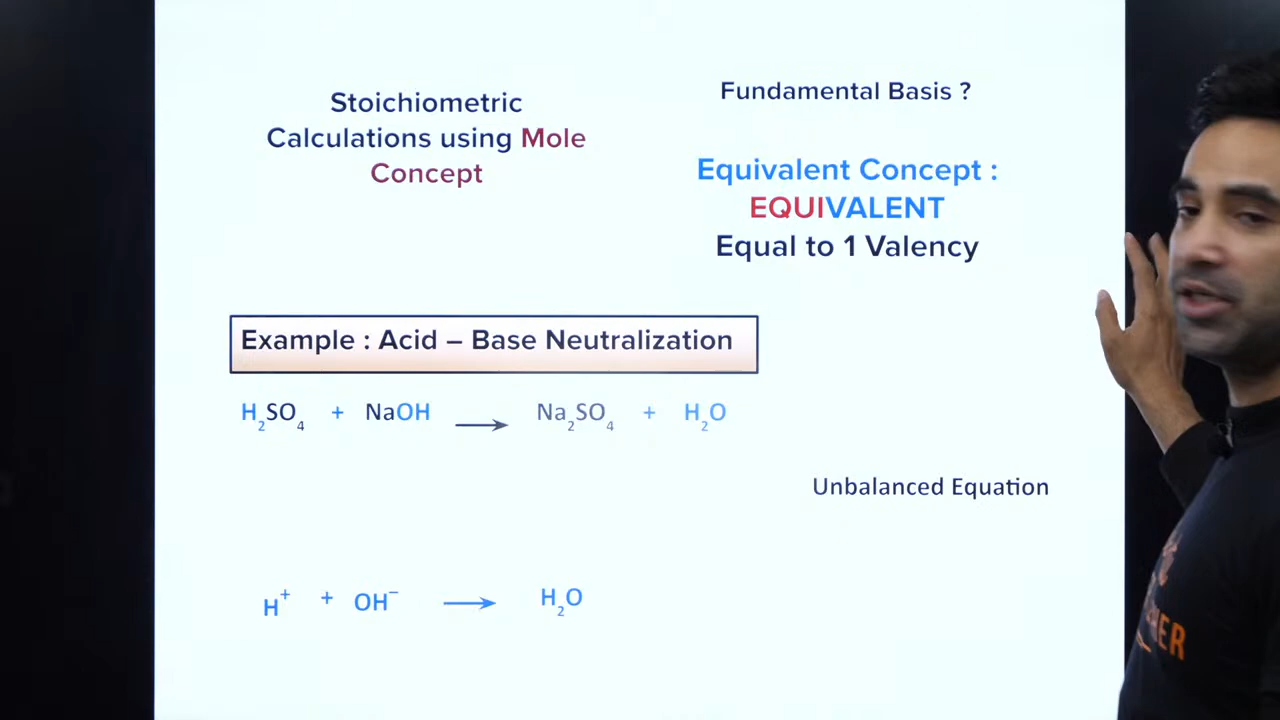 Stoichiometric
Calculations using Mole
Concept
Fundamental Basis ?
Equivalent Concept :
EQUIVALENT
Equal to 1 Valency
Example : Acid – Base Neutralization
H₂SO₄ + NaOH ⟶ Na₂SO₄ + H₂O
Unbalanced Equation
H⁺ + OH⁻ ⟶ H₂O